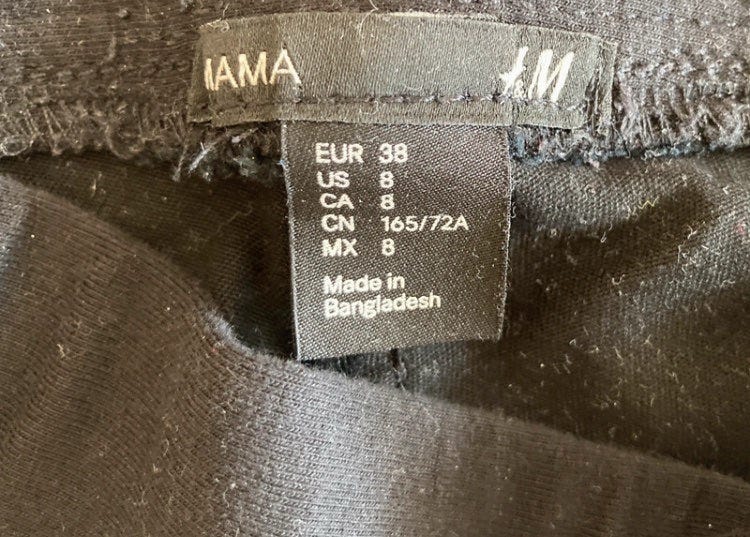 MAMA H&M
EUR 38
US 8
CA 8
CN 165/72A
MX 8
Made in
Bangladesh